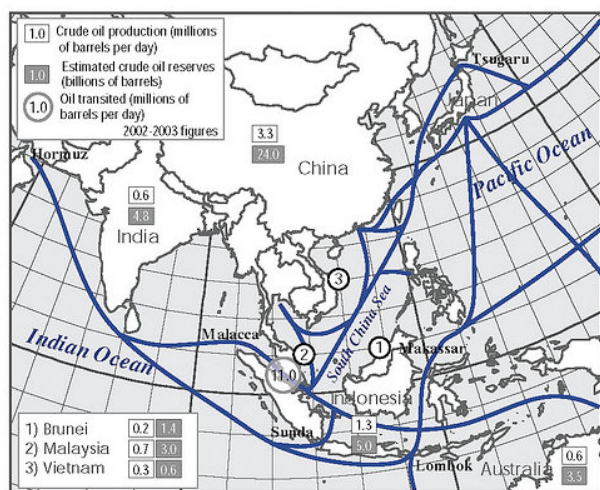 1.0 Crude oil production (millions
of barrels per day)
1.0 Estimated crude oil reserves
(billions of barrels)
1.0 Oil transited (millions of
barrels per day)
2002-2003 figures
Tsugaru
Japan
Hormuz
3.3
24.0
China
Pacific Ocean
0.6
4.8
India
3
South China Sea
Malacca
Indian Ocean
2
1
Makassar
11.0
Indonesia
1) Brunei 0.2 1.4
2) Malaysia 0.7 3.0
3) Vietnam 0.3 0.6
Sunda
1.3
5.0
Lombok
Australia
0.6
3.5